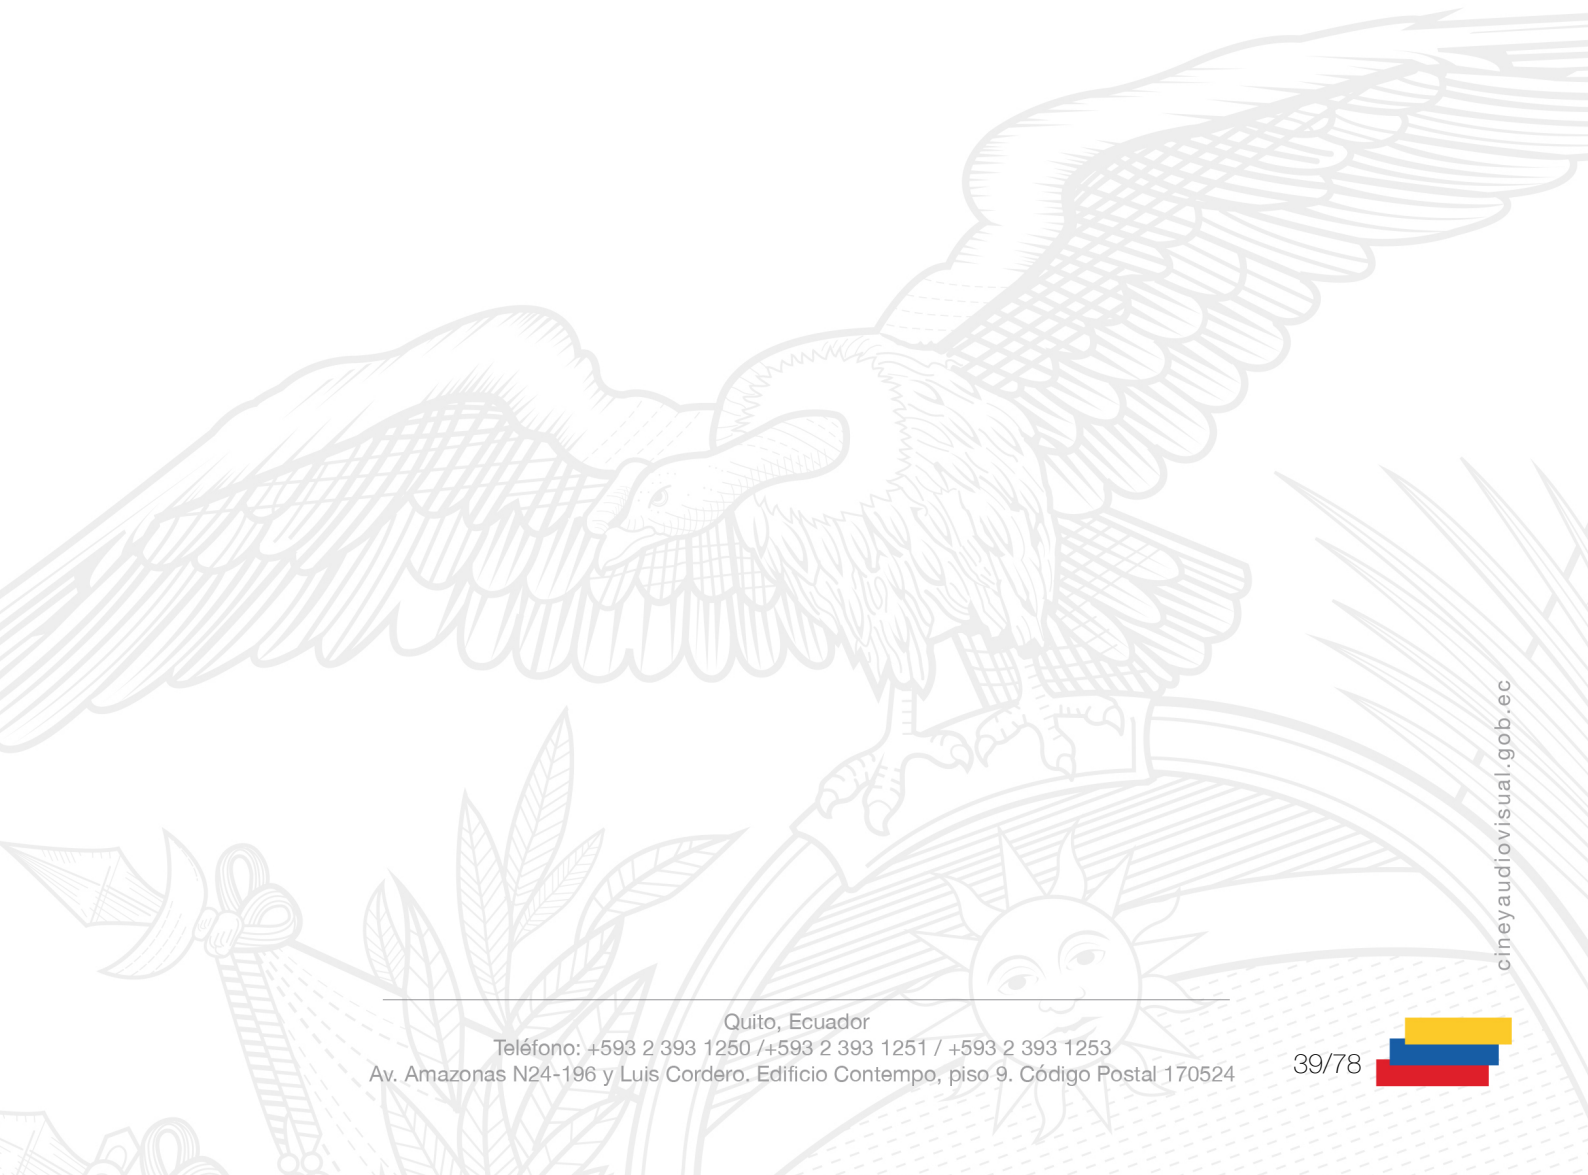 cineyaudiovisual.gob.ec
Quito, Ecuador
Teléfono: +593 2 393 1250 /+593 2 393 1251 / +593 2 393 1253
Av. Amazonas N24-196 y Luis Cordero. Edificio Contempo, piso 9. Código Postal 170524
39/78